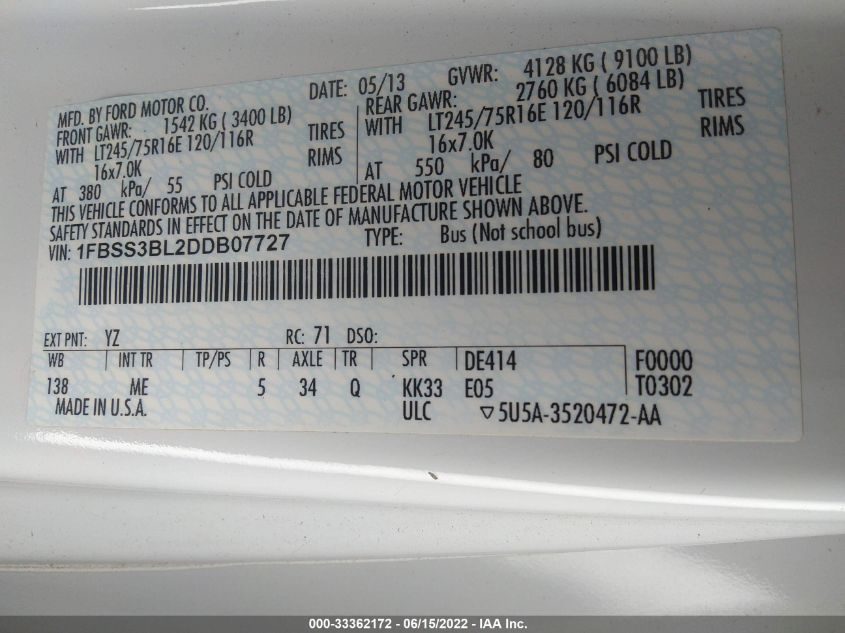 MFD. BY FORD MOTOR CO. DATE: 05/13 GVWR: 4128 KG ( 9100 LB)
FRONT GAWR: 1542 KG ( 3400 LB) REAR GAWR: 2760 KG ( 6084 LB)
WITH LT245/75R16E 120/116R TIRES WITH LT245/75R16E 120/116R TIRES
16x7.0K RIMS 16x7.0K RIMS
AT 380 kPa/ 55 PSI COLD AT 550 kPa/ 80 PSI COLD
THIS VEHICLE CONFORMS TO ALL APPLICABLE FEDERAL MOTOR VEHICLE
SAFETY STANDARDS IN EFFECT ON THE DATE OF MANUFACTURE SHOWN ABOVE.
VIN: 1FBSS3BL2DDB07727 TYPE: Bus (Not school bus)
EXT PNT: YZ RC: 71 DSO:
WB INT TR TP/PS R AXLE TR SPR DE414 F0000
138 ME 5 34 Q KK33 E05 T0302
MADE IN U.S.A. ULC ▽5U5A-3520472-AA
000-33362172 - 06/15/2022 - IAA Inc.